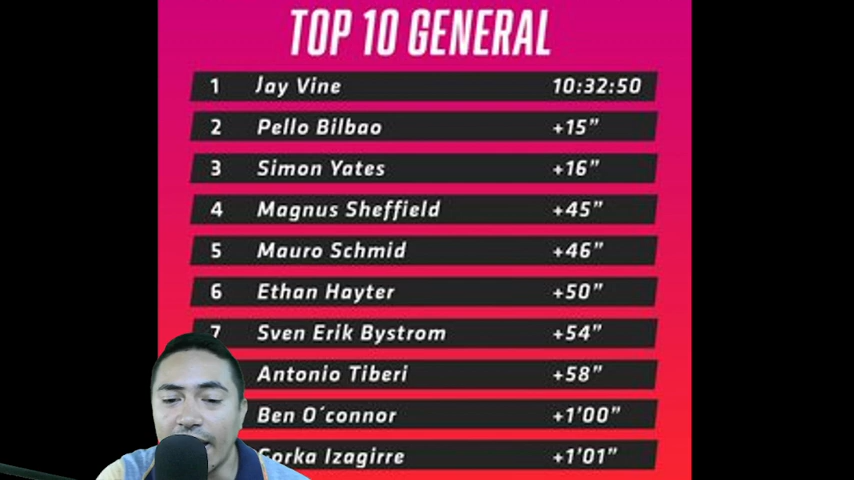 TOP 10 GENERAL
1 Jay Vine 10:32:50
2 Pello Bilbao +15”
3 Simon Yates +16”
4 Magnus Sheffield +45”
5 Mauro Schmid +46”
6 Ethan Hayter +50”
7 Sven Erik Bystrom +54”
Antonio Tiberi +58”
Ben O´connor +1’00”
Gorka Izagirre +1’01”